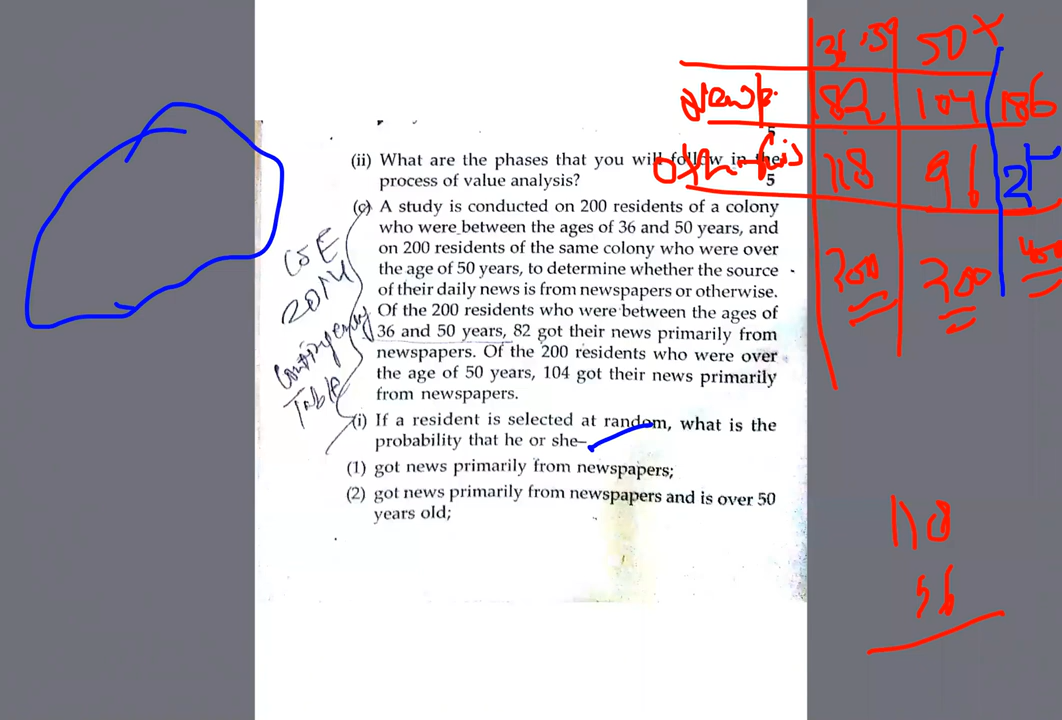 36-50
50+
Newsp.
82
104
186
5
(ii) What are the phases that you will follow in the
process of value analysis?
5
118
96
21
(c) A study is conducted on 200 residents of a colony
who were between the ages of 36 and 50 years, and
on 200 residents of the same colony who were over
the age of 50 years, to determine whether the source
of their daily news is from newspapers or otherwise.
Of the 200 residents who were between the ages of
36 and 50 years, 82 got their news primarily from
newspapers. Of the 200 residents who were over
the age of 50 years, 104 got their news primarily
from newspapers.
200
200
400
CSE
2014
Contingency
Table
(i) If a resident is selected at random, what is the
probability that he or she–
(1) got news primarily from newspapers;
(2) got news primarily from newspapers and is over 50
years old;
118